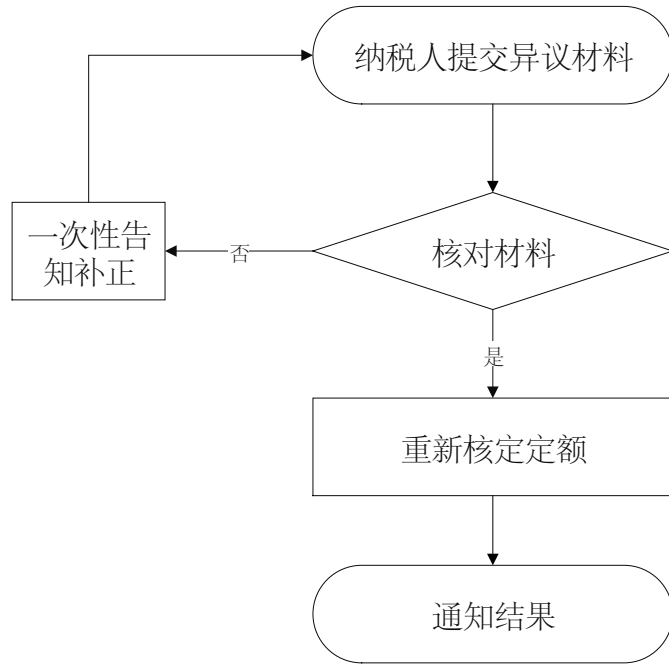 纳税人提交异议材料
一次性告
知补正
否
核对材料
是
重新核定定额
通知结果